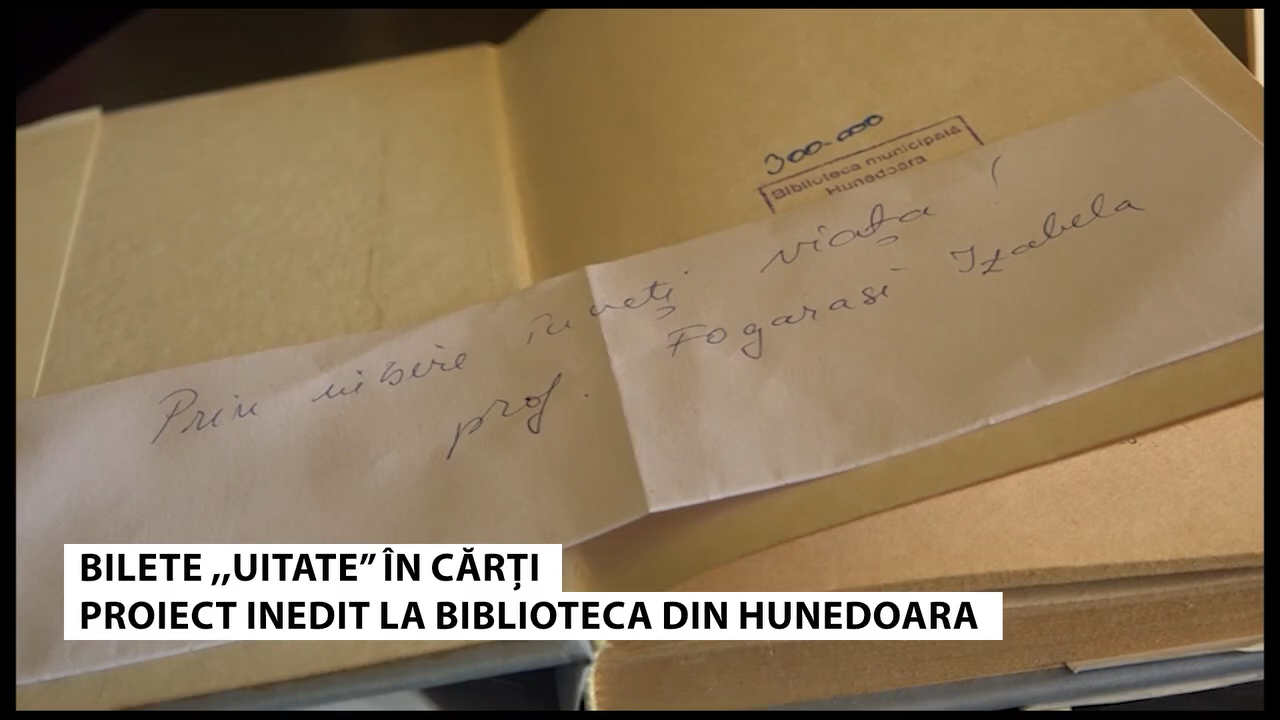 300.000
Biblioteca municipală
Hunedoara
Prin iubire înveți viața !
prof. Fogarasi Izabela
BILETE ,,UITATE” ÎN CĂRȚI
PROIECT INEDIT LA BIBLIOTECA DIN HUNEDOARA